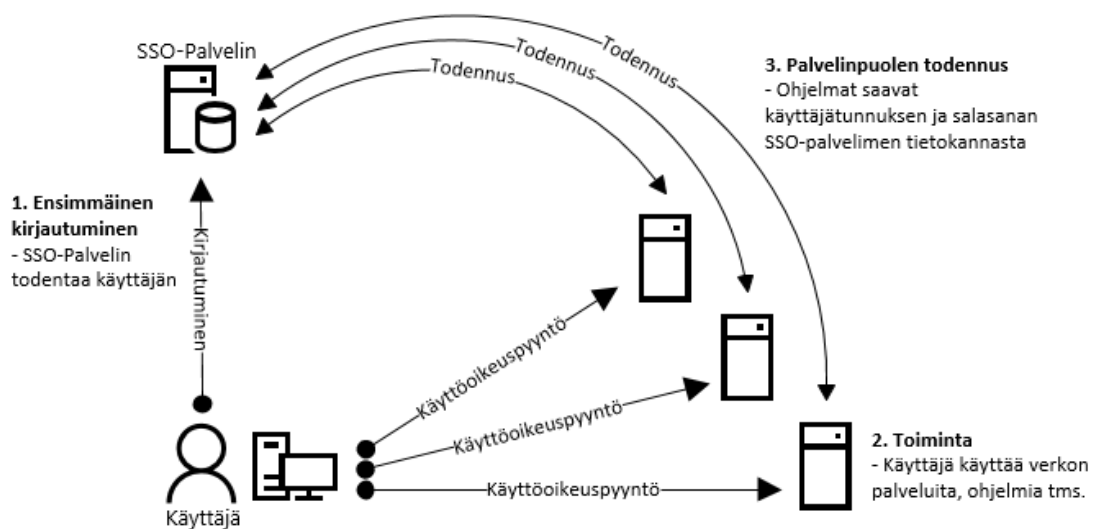 SSO-Palvelin
Todennus
Todennus
Todennus
3. Palvelinpuolen todennus
- Ohjelmat saavat
käyttäjätunnuksen ja salasanan
SSO-palvelimen tietokannasta
1. Ensimmäinen
kirjautuminen
- SSO-Palvelin
todentaa käyttäjän
Kirjautuminen
Käyttöoikeuspyyntö
Käyttöoikeuspyyntö
Käyttöoikeuspyyntö
2. Toiminta
- Käyttäjä käyttää verkon
palveluita, ohjelmia tms.
Käyttäjä